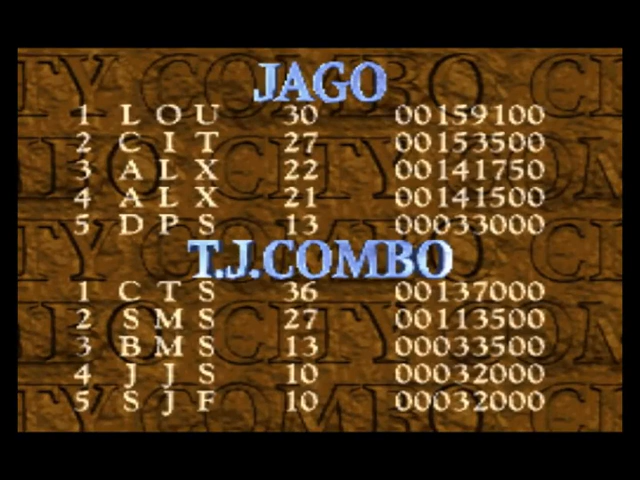 JAGO
1 L O U 30 00159100
2 C I T 27 00153500
3 A L X 22 00141750
4 A L X 21 00141500
5 D P S 13 00033000
T.J.COMBO
1 C T S 36 00137000
2 S M S 27 00113500
3 B M S 13 00033500
4 J J S 10 00032000
5 S J F 10 00032000